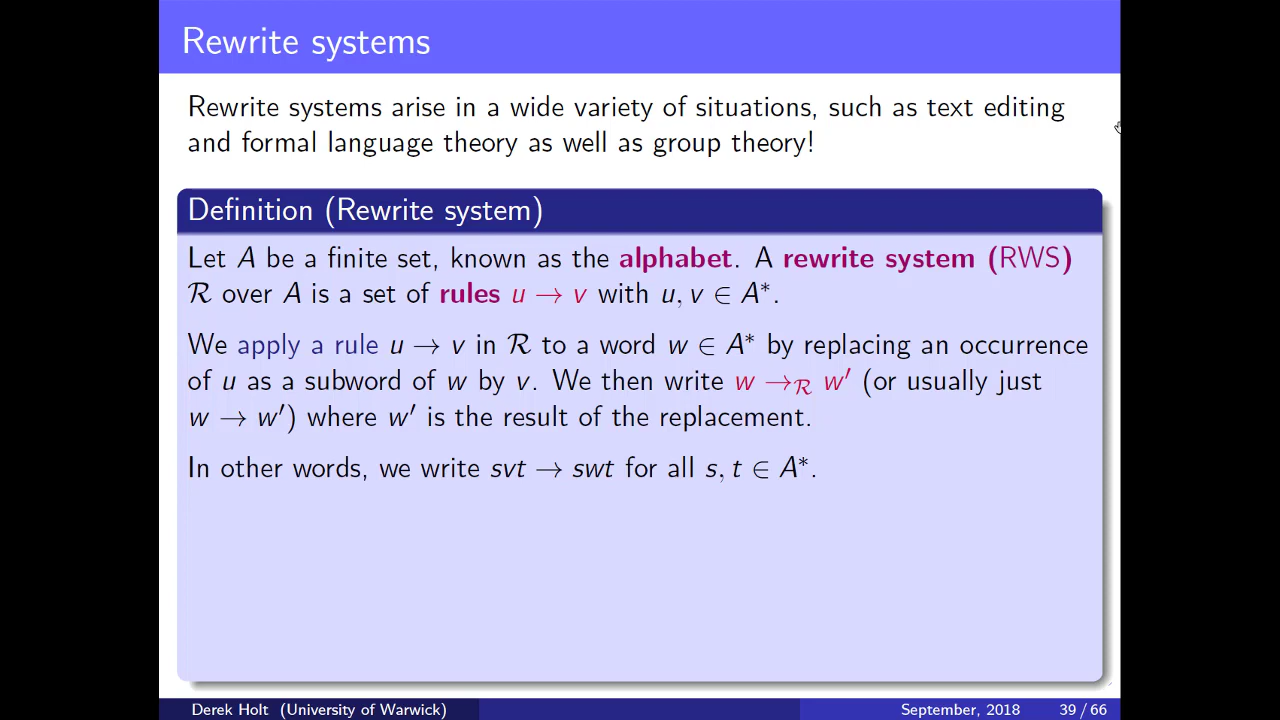 Rewrite systems
Rewrite systems arise in a wide variety of situations, such as text editing
and formal language theory as well as group theory!
Definition (Rewrite system)
Let A be a finite set, known as the alphabet. A rewrite system (RWS)
ℛ over A is a set of rules u → v with u, v ∈ A*.
We apply a rule u → v in ℛ to a word w ∈ A* by replacing an occurrence
of u as a subword of w by v. We then write w →ℛ w′ (or usually just
w → w′) where w′ is the result of the replacement.
In other words, we write svt → swt for all s, t ∈ A*.
Derek Holt (University of Warwick) September, 2018 39 / 66